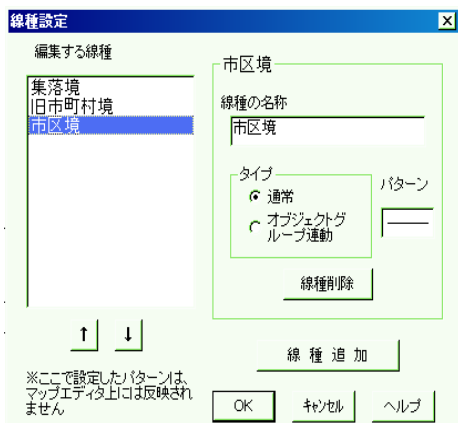 線種設定
編集する線種
集落境
旧市町村境
市区境
↑ ↓
※ここで設定したパターンは、
マップエディタ上には反映され
ません
市区境
線種の名称
市区境
タイプ
通常
オブジェクトグ
ループ連動
パターン
線種削除
線 種 追 加
OK キャンセル ヘルプ